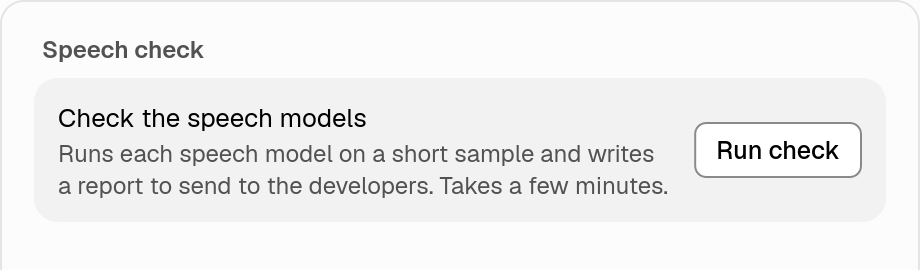 Speech check
Check the speech models
Runs each speech model on a short sample and writes
a report to send to the developers. Takes a few minutes.
Run check